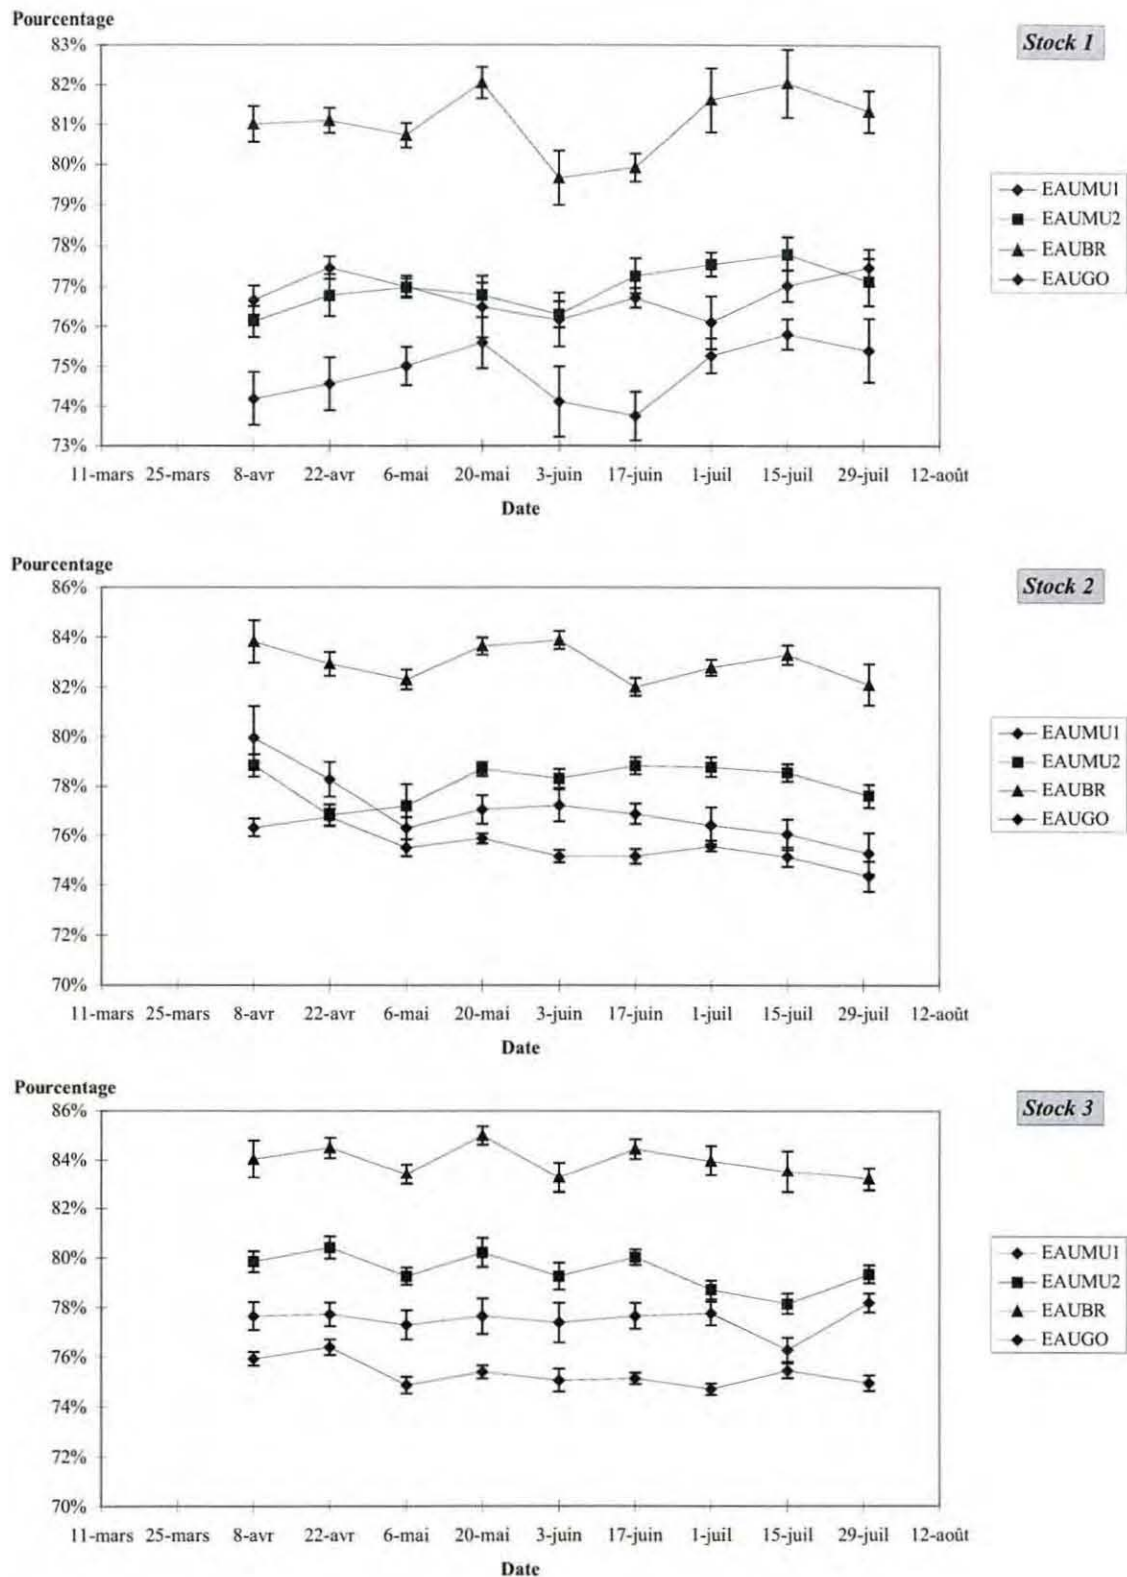 Pourcentage
Stock 1
83%
82%
81%
80%
79%
78%
77%
76%
75%
74%
73%
EAUMU1
EAUMU2
EAUBR
EAUGO
11-mars 25-mars 8-avr 22-avr 6-mai 20-mai 3-juin 17-juin 1-juil 15-juil 29-juil 12-août
Date
Pourcentage
Stock 2
86%
84%
82%
80%
78%
76%
74%
72%
70%
EAUMU1
EAUMU2
EAUBR
EAUGO
11-mars 25-mars 8-avr 22-avr 6-mai 20-mai 3-juin 17-juin 1-juil 15-juil 29-juil 12-août
Date
Pourcentage
Stock 3
86%
84%
82%
80%
78%
76%
74%
72%
70%
EAUMU1
EAUMU2
EAUBR
EAUGO
11-mars 25-mars 8-avr 22-avr 6-mai 20-mai 3-juin 17-juin 1-juil 15-juil 29-juil 12-août
Date